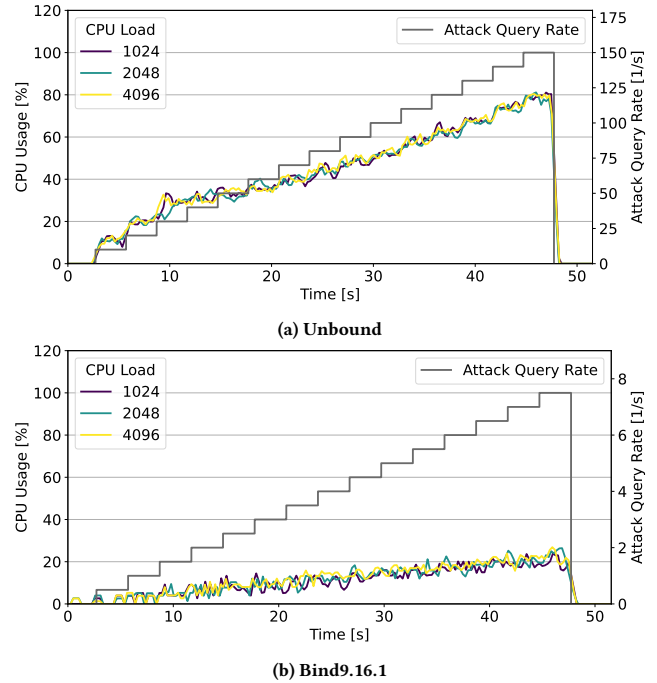 120
100
80
60
40
20
0
CPU Usage [%]
CPU Load
1024
2048
4096
Attack Query Rate
175
150
125
100
75
50
25
0
Attack Query Rate [1/s]
0 10 20 30 40 50
Time [s]
(a) Unbound
120
100
80
60
40
20
0
CPU Usage [%]
CPU Load
1024
2048
4096
Attack Query Rate
8
6
4
2
0
Attack Query Rate [1/s]
0 10 20 30 40 50
Time [s]
(b) Bind9.16.1